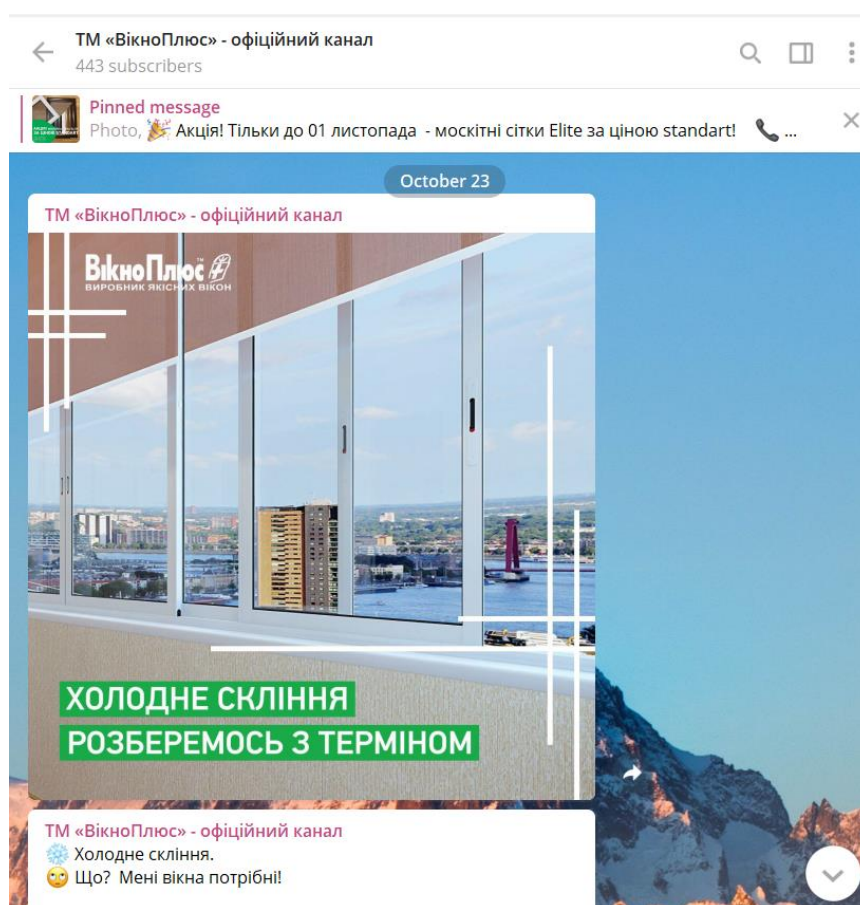 ТМ «ВікноПлюс» - офіційний канал
443 subscribers
Pinned message
Photo, 🎉 Акція! Тільки до 01 листопада - москітні сітки Elite за ціною standart! 📞 ...
October 23
ТМ «ВікноПлюс» - офіційний канал
ВікноПлюс ™
ВИРОБНИК ЯКІСНИХ ВІКОН
ХОЛОДНЕ СКЛІННЯ
РОЗБЕРЕМОСЬ З ТЕРМІНОМ
ТМ «ВікноПлюс» - офіційний канал
❄️ Холодне скління.
🙄 Що? Мені вікна потрібні!